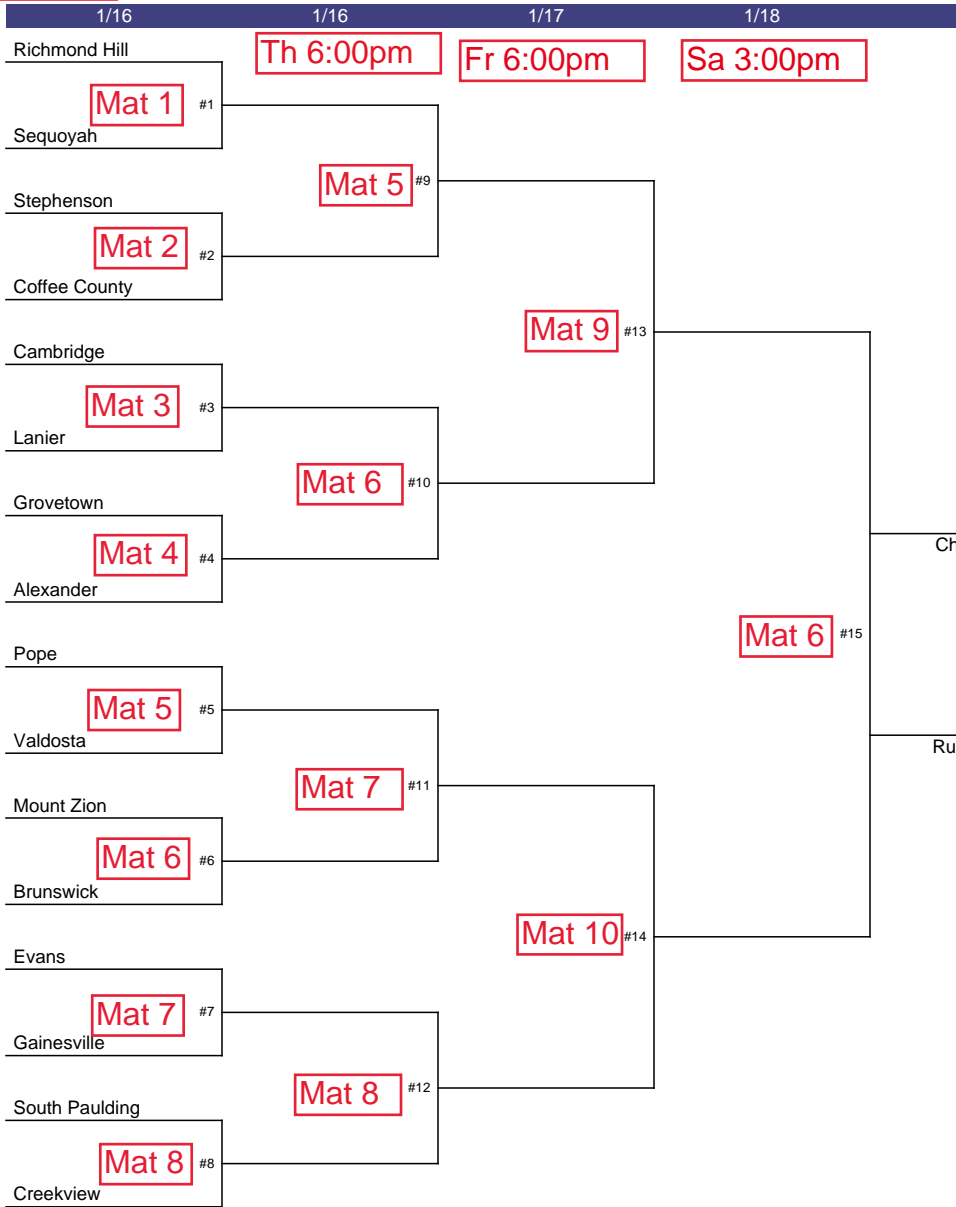 1/16 1/16 1/17 1/18
Richmond Hill
Th 6:00pm Fr 6:00pm Sa 3:00pm
Mat 1 #1
Sequoyah
Mat 5 #9
Stephenson
Mat 2 #2
Coffee County
Mat 9 #13
Cambridge
Mat 3 #3
Lanier
Mat 6 #10
Grovetown
Mat 4 #4
Ch
Alexander
Mat 6 #15
Pope
Mat 5 #5
Valdosta
Ru
Mat 7 #11
Mount Zion
Mat 6 #6
Brunswick
Mat 10 #14
Evans
Mat 7 #7
Gainesville
Mat 8 #12
South Paulding
Mat 8 #8
Creekview